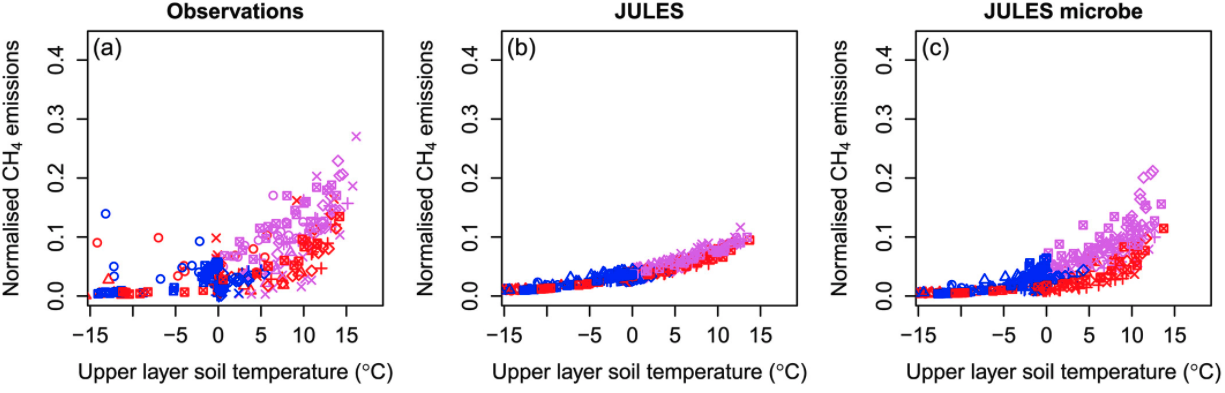 Observations
JULES
JULES microbe
(a)
(b)
(c)
Normalised CH₄ emissions
0.0 0.1 0.2 0.3 0.4
Normalised CH₄ emissions
0.0 0.1 0.2 0.3 0.4
Normalised CH₄ emissions
0.0 0.1 0.2 0.3 0.4
−15 −5 0 5 10 15
−15 −5 0 5 10 15
−15 −5 0 5 10 15
Upper layer soil temperature (°C)
Upper layer soil temperature (°C)
Upper layer soil temperature (°C)